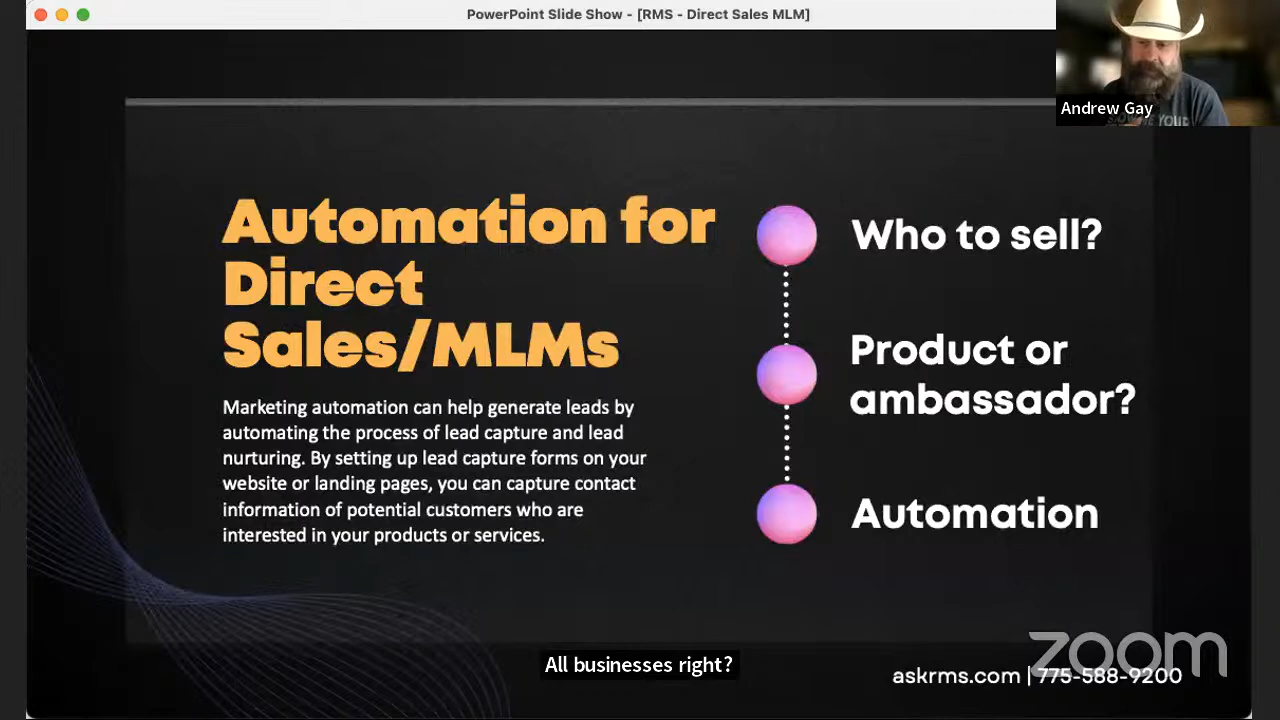 PowerPoint Slide Show - [RMS - Direct Sales MLM]
Andrew Gay
Automation for
Direct
Sales/MLMs
Marketing automation can help generate leads by
automating the process of lead capture and lead
nurturing. By setting up lead capture forms on your
website or landing pages, you can capture contact
information of potential customers who are
interested in your products or services.
Who to sell?
Product or
ambassador?
Automation
All businesses right?
zoom
askrms.com | 775-588-9200